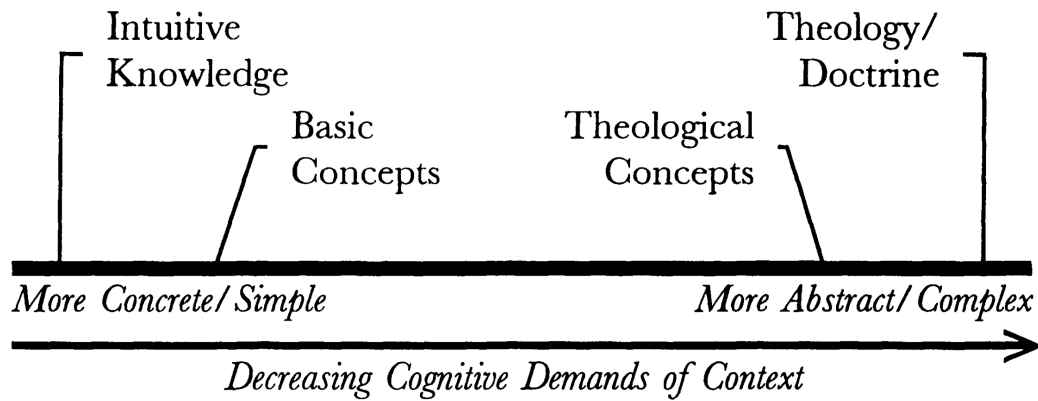 Intuitive
Knowledge
Theology/
Doctrine
Basic
Concepts
Theological
Concepts
More Concrete/Simple
More Abstract/Complex
Decreasing Cognitive Demands of Context